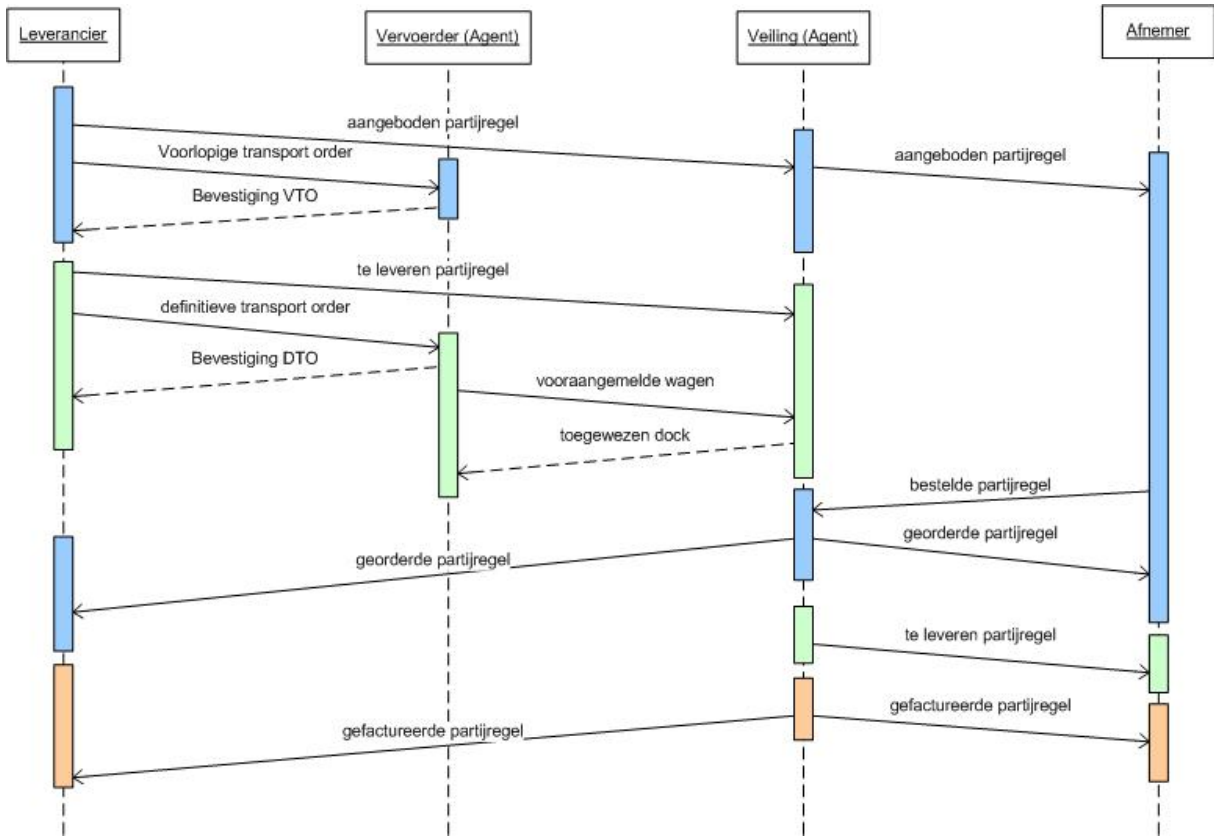 Leverancier
Vervoerder (Agent)
Veiling (Agent)
Afnemer
aangeboden partijregel
Voorlopige transport order
aangeboden partijregel
Bevestiging VTO
te leveren partijregel
definitieve transport order
Bevestiging DTO
vooraangemelde wagen
toegewezen dock
bestelde partijregel
georderde partijregel
georderde partijregel
te leveren partijregel
gefactureerde partijregel
gefactureerde partijregel